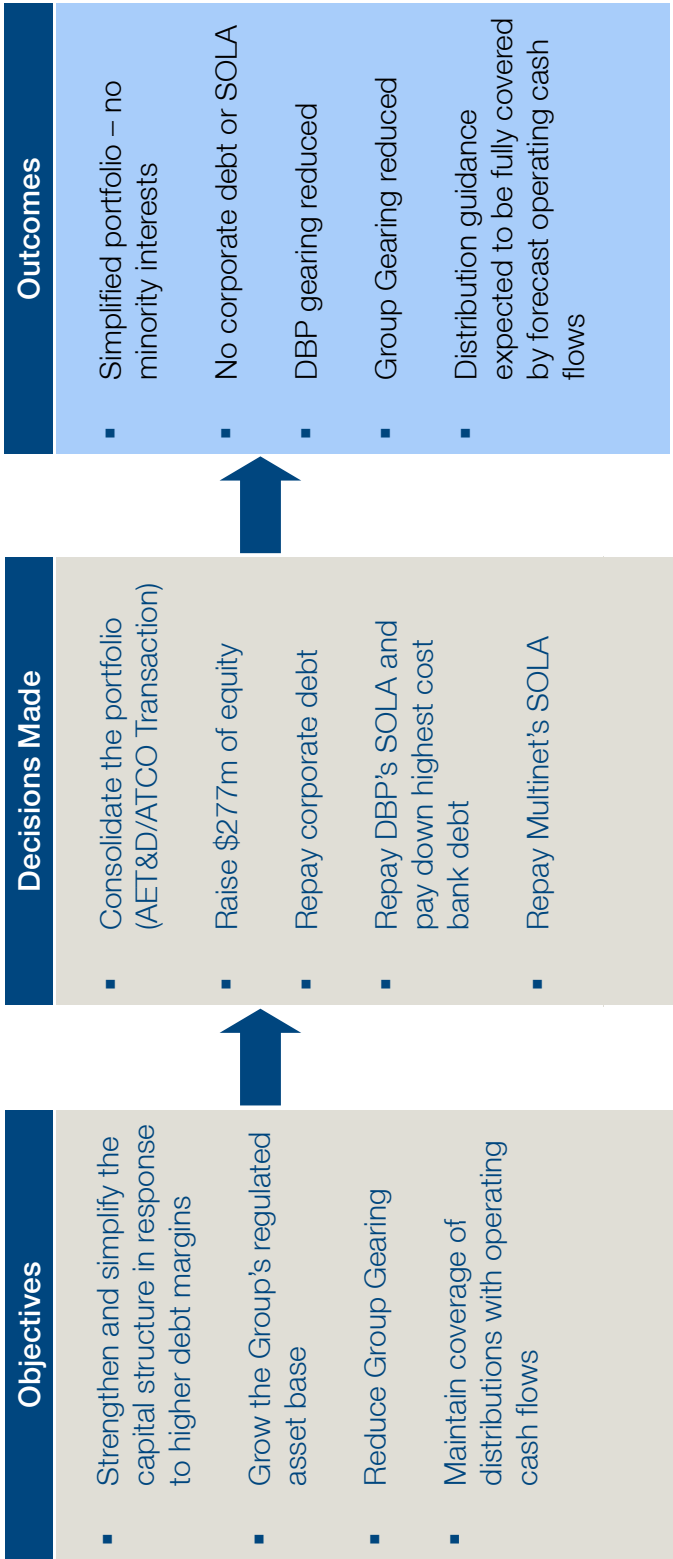 Objectives
▪ Strengthen and simplify the
capital structure in response
to higher debt margins
▪ Grow the Group's regulated
asset base
▪ Reduce Group Gearing
▪ Maintain coverage of
distributions with operating
cash flows
Decisions Made
▪ Consolidate the portfolio
(AET&D/ATCO Transaction)
▪ Raise $277m of equity
▪ Repay corporate debt
▪ Repay DBP's SOLA and
pay down highest cost
bank debt
▪ Repay Multinet's SOLA
Outcomes
▪ Simplified portfolio – no
minority interests
▪ No corporate debt or SOLA
▪ DBP gearing reduced
▪ Group Gearing reduced
▪ Distribution guidance
expected to be fully covered
by forecast operating cash
flows